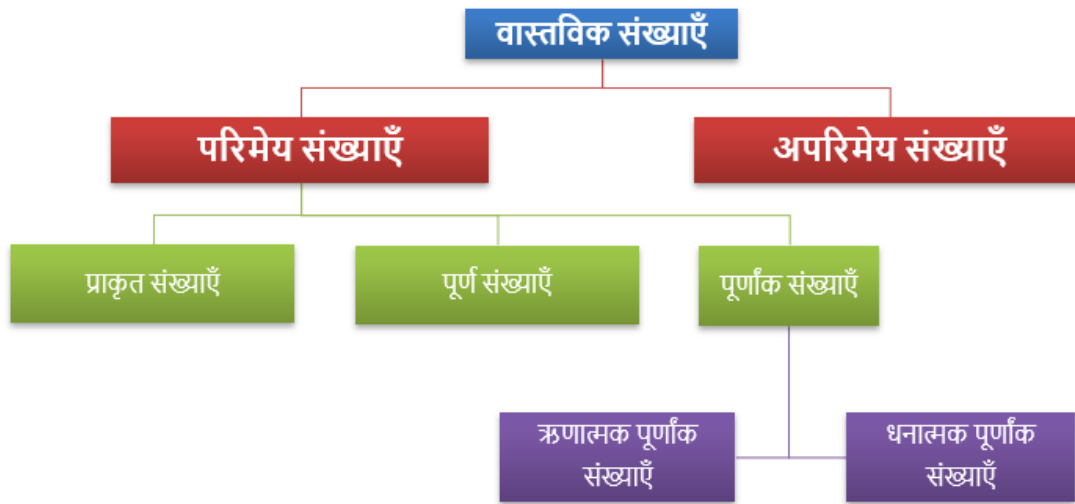 वास्तविक संख्याएँ
परिमेय संख्याएँ
अपरिमेय संख्याएँ
प्राकृत संख्याएँ
पूर्ण संख्याएँ
पूर्णांक संख्याएँ
ऋणात्मक पूर्णांक
संख्याएँ
धनात्मक पूर्णांक
संख्याएँ